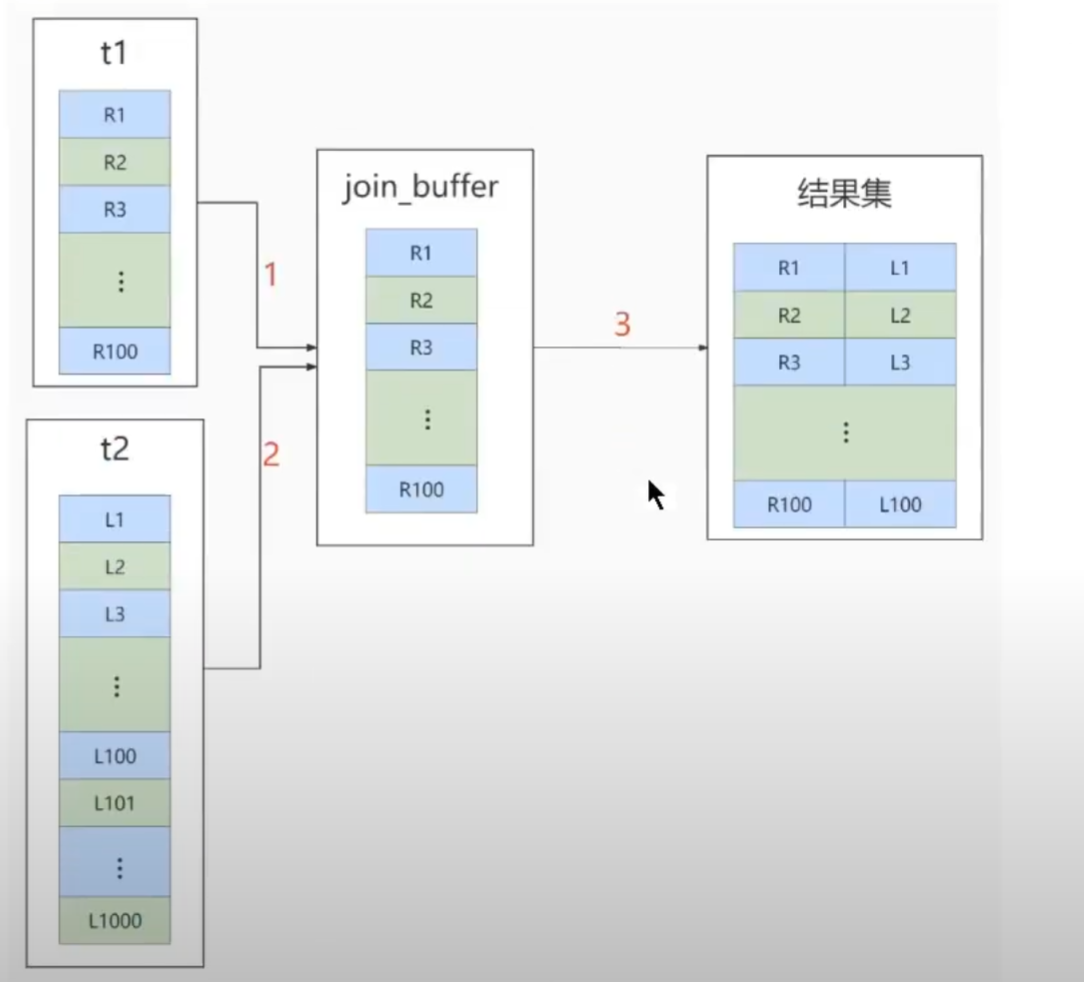 t1
R1
R2
R3
⋮
R100
1
t2
L1
L2
L3
⋮
L100
L101
⋮
L1000
2
join_buffer
R1
R2
R3
⋮
R100
3
结果集
R1 L1
R2 L2
R3 L3
⋮
R100 L100